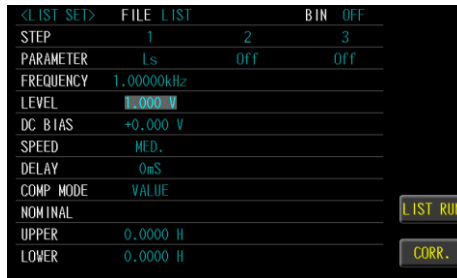 <LIST SET> FILE LIST BIN OFF
STEP 1 2 3
PARAMETER Ls Off Off
FREQUENCY 1.00000kHz
LEVEL 1.000 V
DC BIAS +0.000 V
SPEED MED.
DELAY 0mS
COMP MODE VALUE
NOMINAL
LIST RUN
UPPER 0.0000 H
LOWER 0.0000 H
CORR.